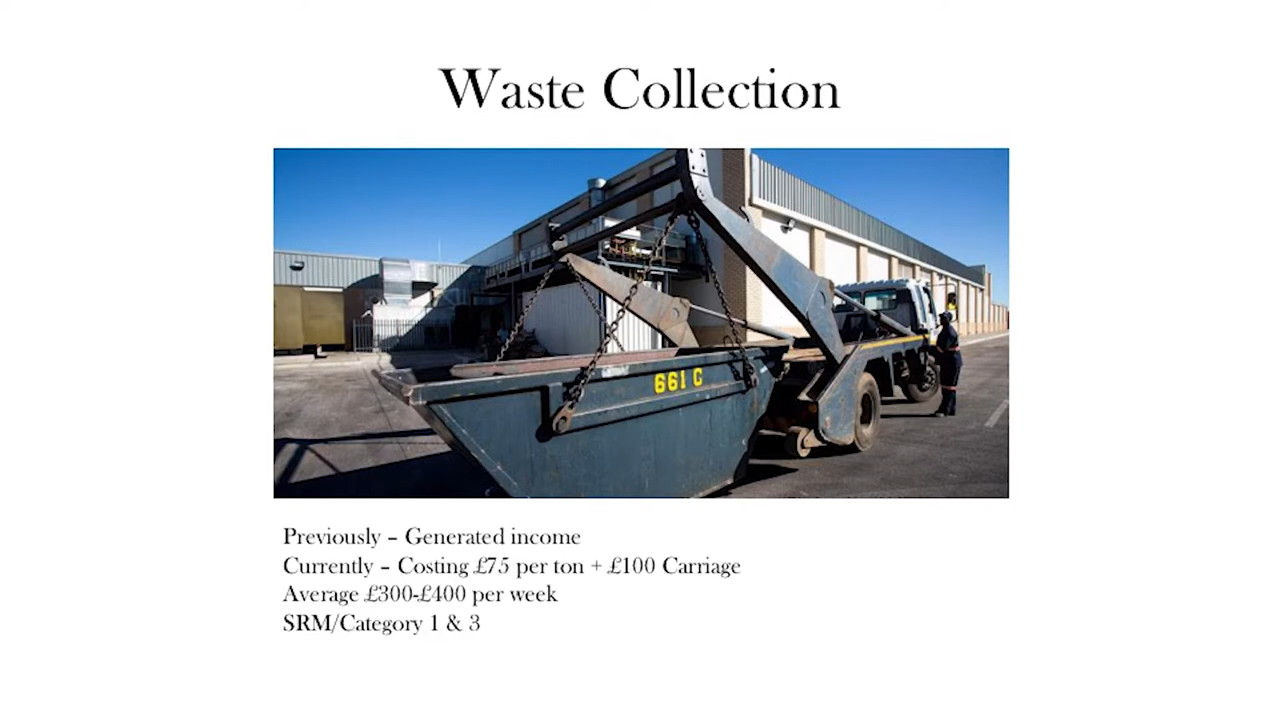 Waste Collection
661 C
Previously – Generated income
Currently – Costing £75 per ton + £100 Carriage
Average £300-£400 per week
SRM/Category 1 & 3